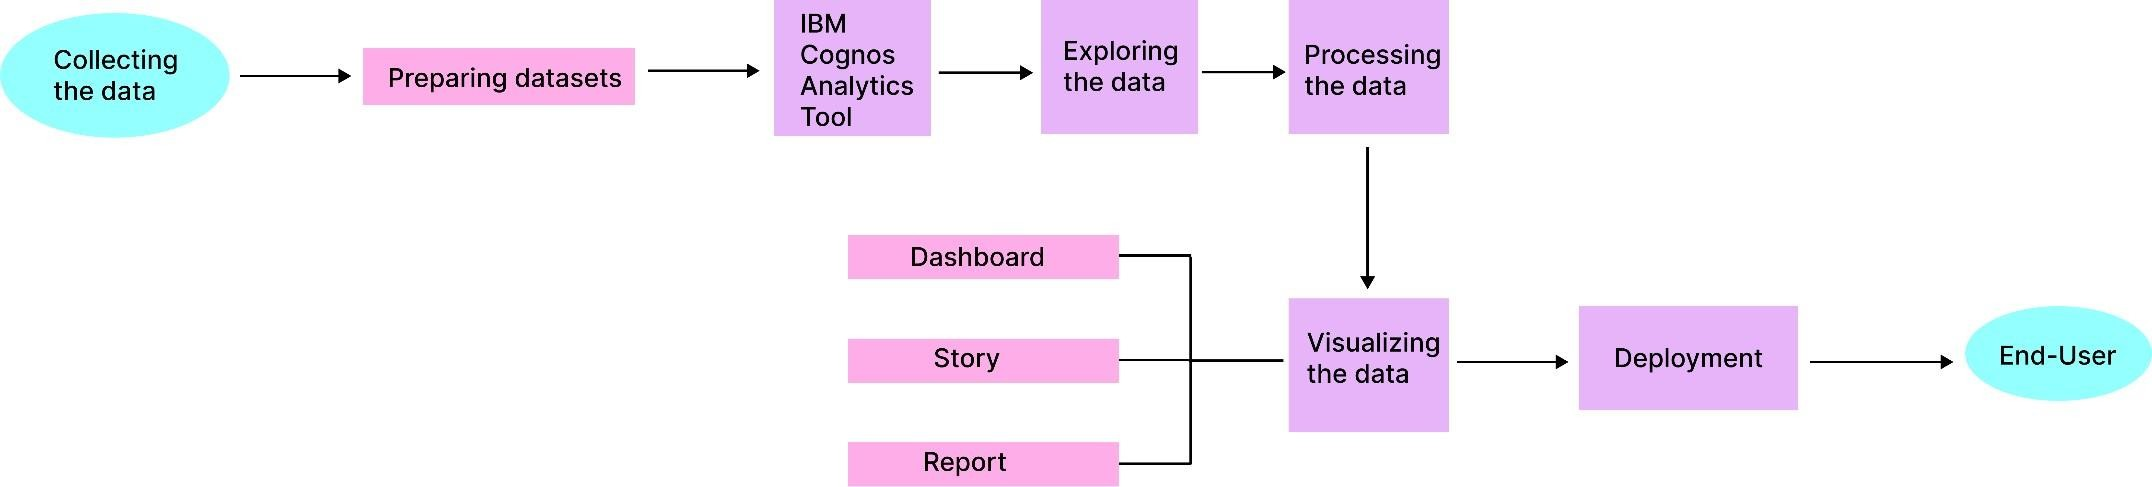 Collecting
the data
Preparing datasets
IBM
Cognos
Analytics
Tool
Exploring
the data
Processing
the data
Dashboard
Story
Report
Visualizing
the data
Deployment
End-User